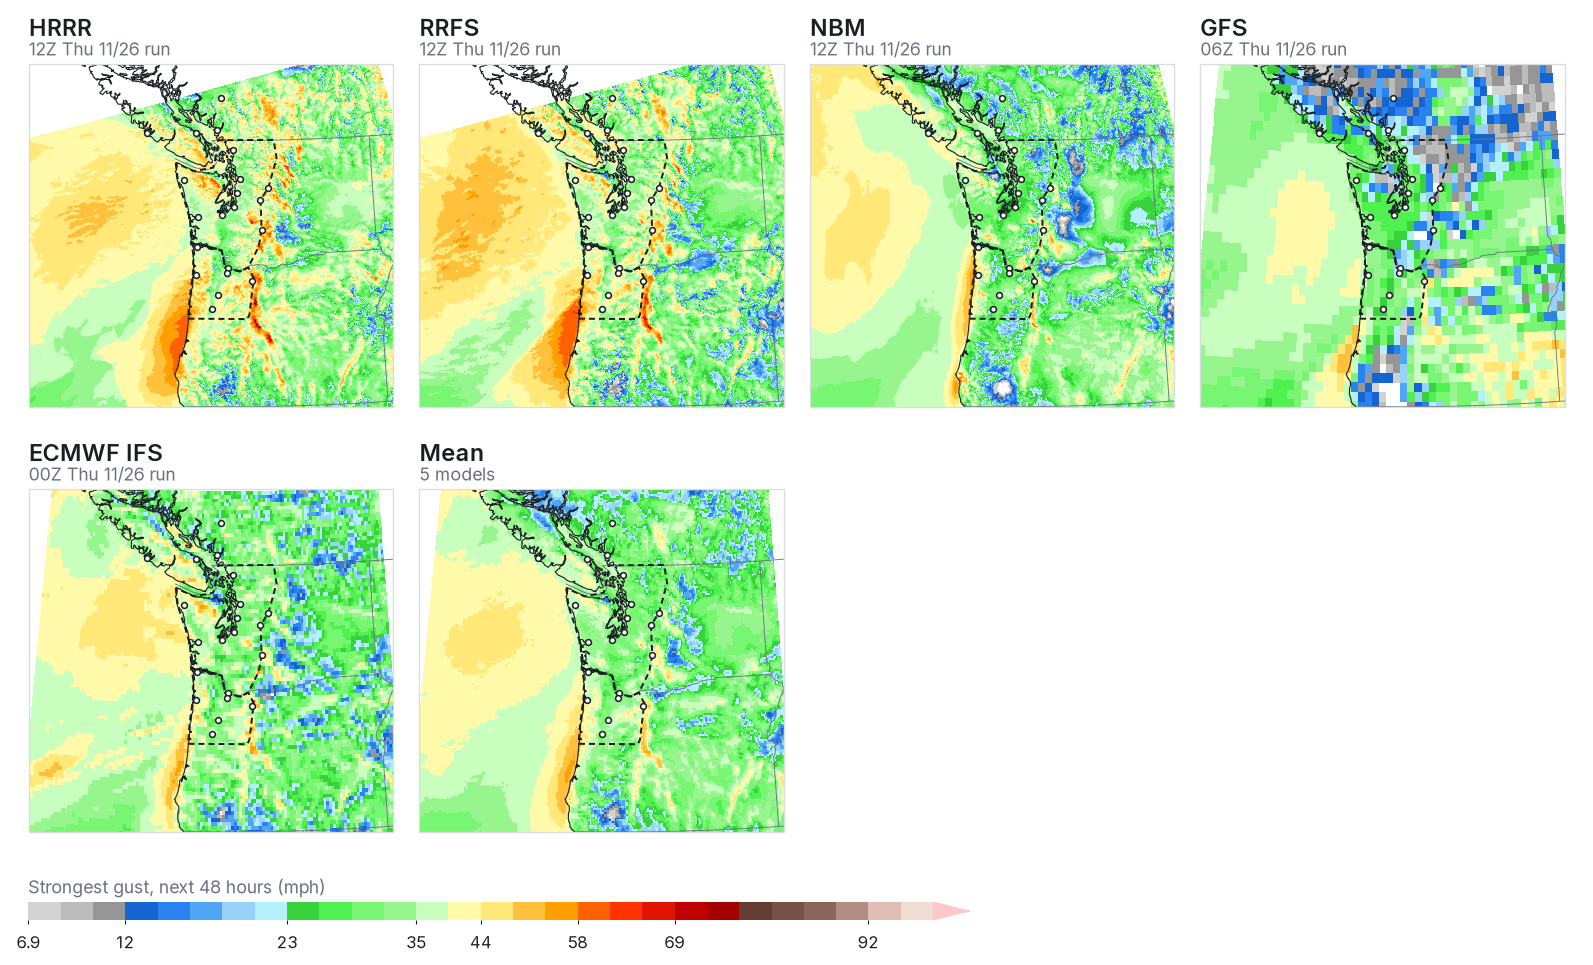 HRRR
12Z Thu 11/26 run
RRFS
12Z Thu 11/26 run
NBM
12Z Thu 11/26 run
GFS
06Z Thu 11/26 run
ECMWF IFS
00Z Thu 11/26 run
Mean
5 models
Strongest gust, next 48 hours (mph)
6.9 12 23 35 44 58 69 92